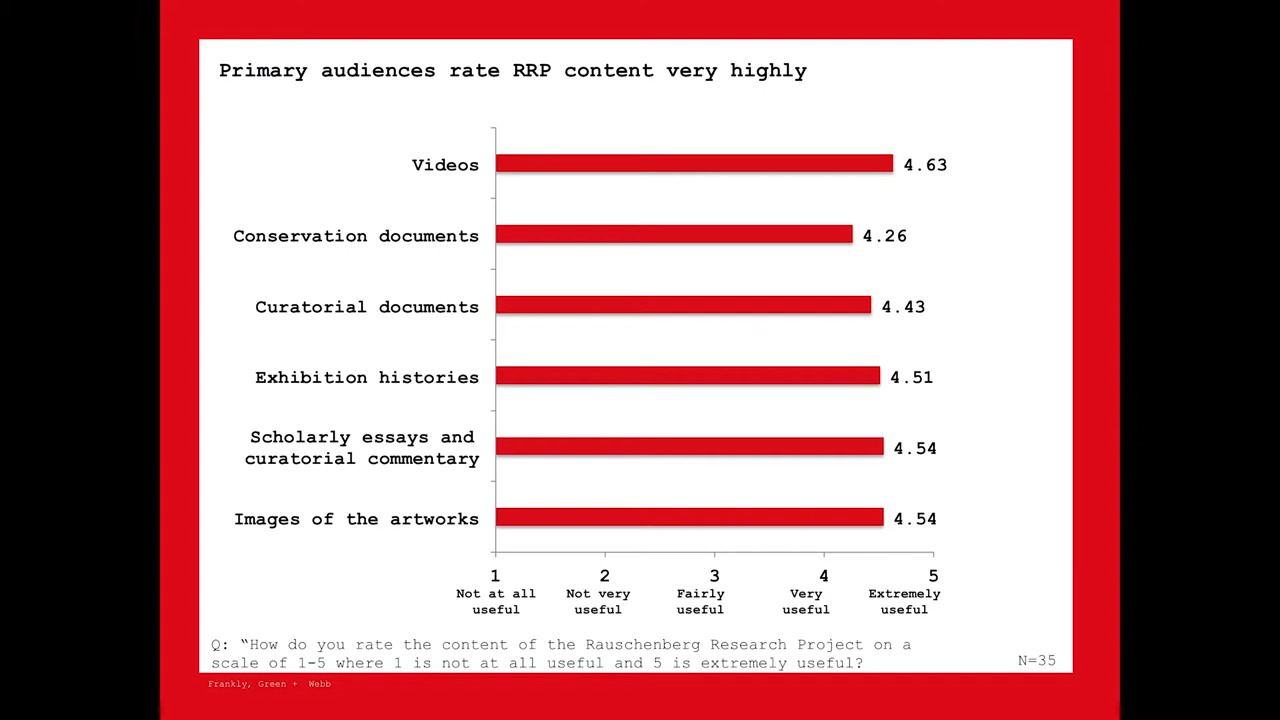 Primary audiences rate RRP content very highly
Videos 4.63
Conservation documents 4.26
Curatorial documents 4.43
Exhibition histories 4.51
Scholarly essays and
curatorial commentary 4.54
Images of the artworks 4.54
1 2 3 4 5
Not at all Not very Fairly Very Extremely
useful useful useful useful useful
Q: “How do you rate the content of the Rauschenberg Research Project on a
scale of 1-5 where 1 is not at all useful and 5 is extremely useful?
N=35
Frankly, Green + Webb